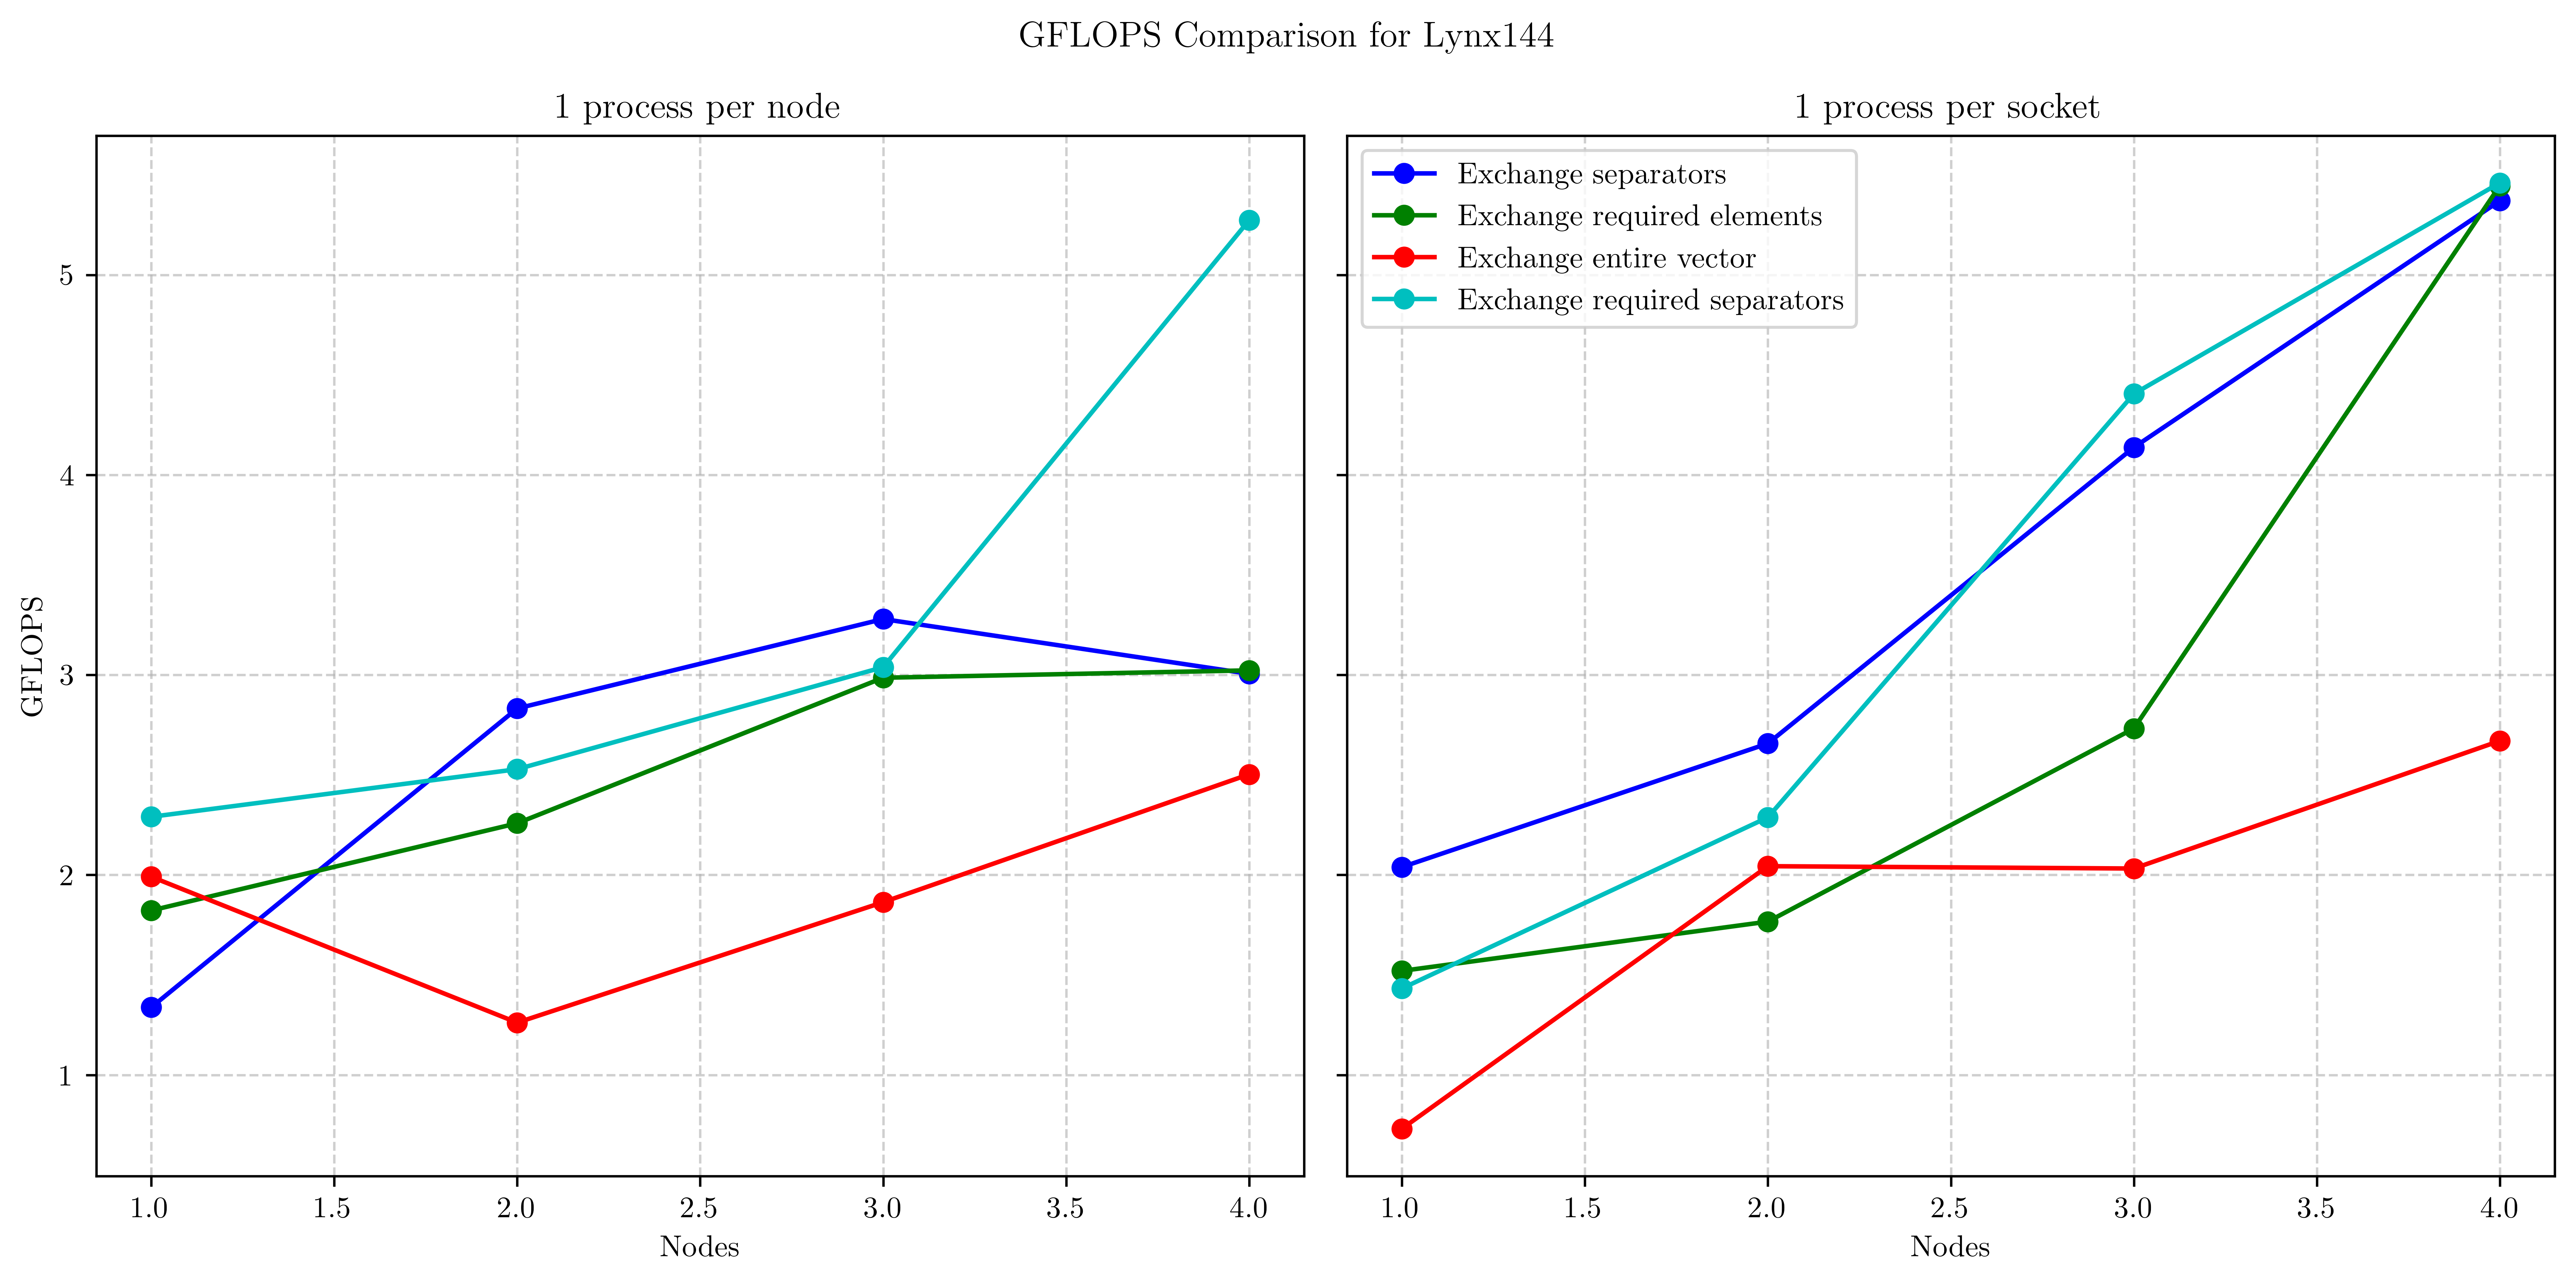 GFLOPS Comparison for Lynx144
1 process per node
GFLOPS
5
4
3
2
1
1.0 1.5 2.0 2.5 3.0 3.5 4.0
Nodes
1 process per socket
Exchange separators
Exchange required elements
Exchange entire vector
Exchange required separators
1.0 1.5 2.0 2.5 3.0 3.5 4.0
Nodes